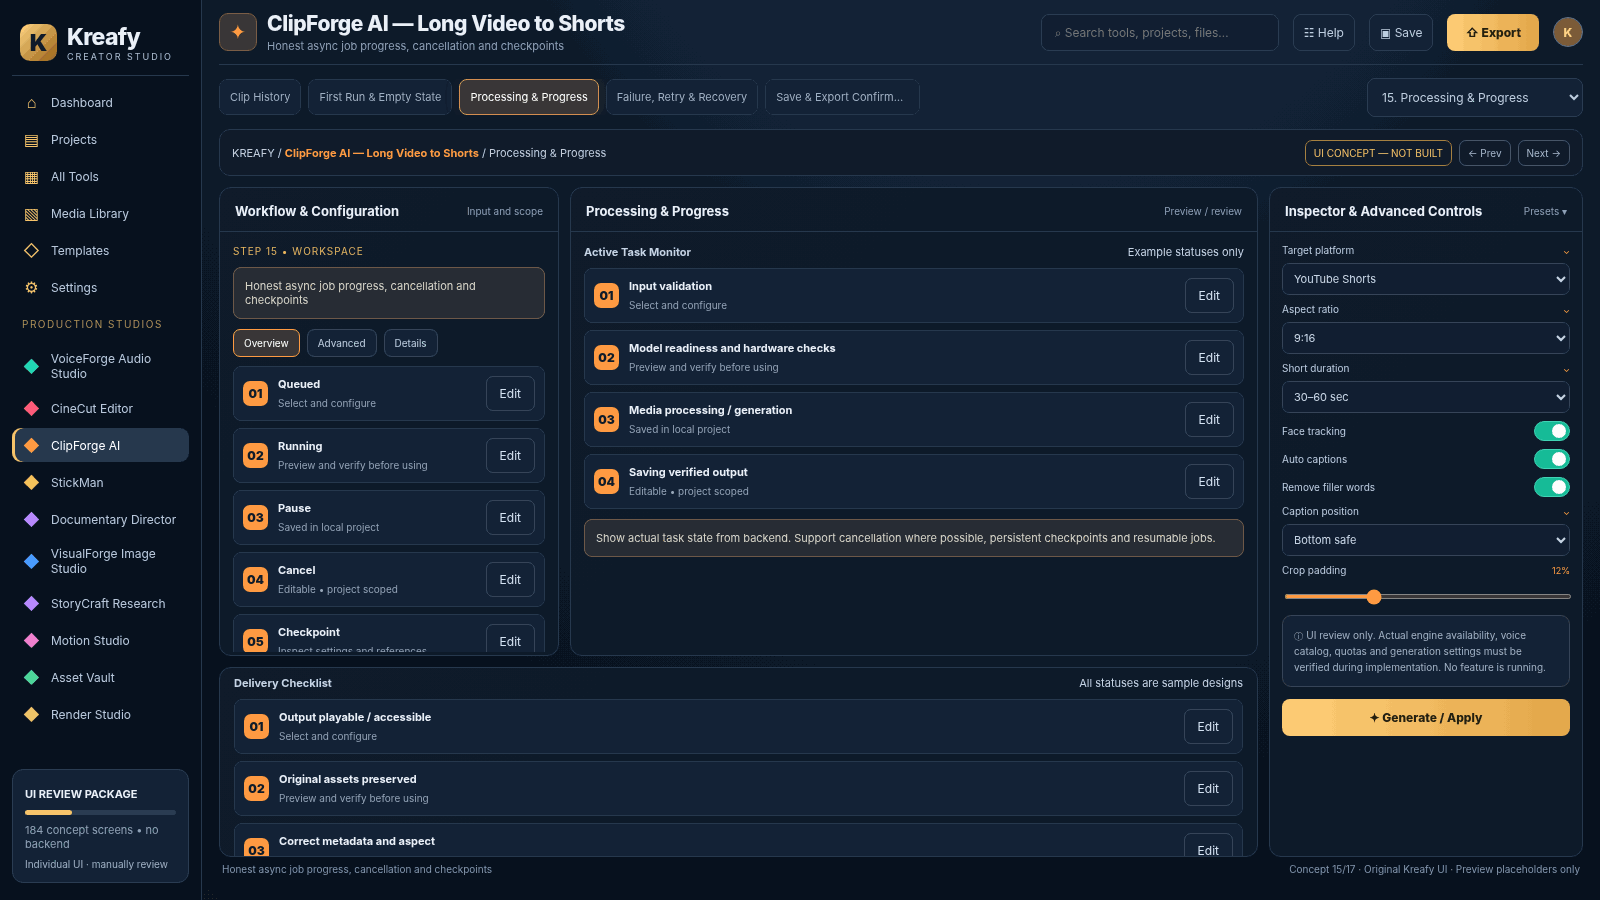 K
Kreafy
CREATOR STUDIO
Dashboard
Projects
All Tools
Media Library
Templates
Settings
PRODUCTION STUDIOS
VoiceForge Audio
Studio
CineCut Editor
ClipForge AI
StickMan
Documentary Director
VisualForge Image
Studio
StoryCraft Research
Motion Studio
Asset Vault
Render Studio
UI REVIEW PACKAGE
184 concept screens • no
backend
Individual UI · manually review
ClipForge AI — Long Video to Shorts
Honest async job progress, cancellation and checkpoints
Search tools, projects, files...
Help
Save
Export
K
Clip History
First Run & Empty State
Processing & Progress
Failure, Retry & Recovery
Save & Export Confirm...
15. Processing & Progress
KREAFY / ClipForge AI — Long Video to Shorts / Processing & Progress
UI CONCEPT — NOT BUILT
← Prev
Next →
Workflow & Configuration
Input and scope
STEP 15 • WORKSPACE
Honest async job progress, cancellation and
checkpoints
Overview
Advanced
Details
01
Queued
Select and configure
Edit
02
Running
Preview and verify before using
Edit
03
Pause
Saved in local project
Edit
04
Cancel
Editable • project scoped
Edit
05
Checkpoint
Inspect settings and references
Edit
Processing & Progress
Preview / review
Active Task Monitor
Example statuses only
01
Input validation
Select and configure
Edit
02
Model readiness and hardware checks
Preview and verify before using
Edit
03
Media processing / generation
Saved in local project
Edit
04
Saving verified output
Editable • project scoped
Edit
Show actual task state from backend. Support cancellation where possible, persistent checkpoints and resumable jobs.
Delivery Checklist
All statuses are sample designs
01
Output playable / accessible
Select and configure
Edit
02
Original assets preserved
Preview and verify before using
Edit
03
Correct metadata and aspect
Edit
Inspector & Advanced Controls
Presets ▾
Target platform
YouTube Shorts
Aspect ratio
9:16
Short duration
30–60 sec
Face tracking
Auto captions
Remove filler words
Caption position
Bottom safe
Crop padding
12%
ⓘ UI review only. Actual engine availability, voice
catalog, quotas and generation settings must be
verified during implementation. No feature is running.
✦ Generate / Apply
Honest async job progress, cancellation and checkpoints
Concept 15/17 · Original Kreafy UI · Preview placeholders only